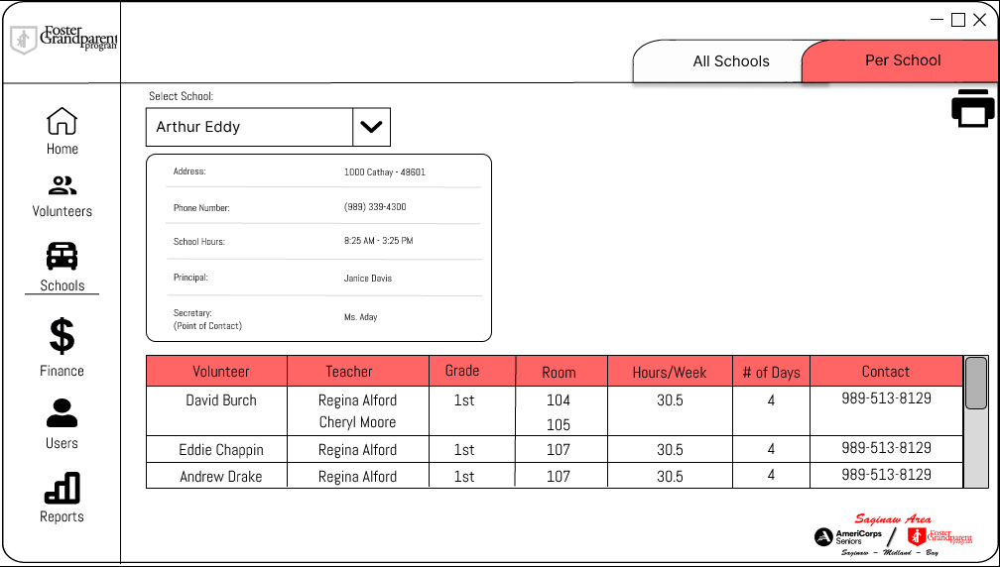 Foster
Grandparent
program
All Schools
Per School
Select School:
Arthur Eddy
Home
Volunteers
Schools
Finance
Users
Reports
Address: 1000 Cathay - 48601
Phone Number: (989) 339-4300
School Hours: 8:25 AM - 3:25 PM
Principal: Janice Davis
Secretary: Ms. Aday
(Point of Contact)
Volunteer Teacher Grade Room Hours/Week # of Days Contact
David Burch Regina Alford 1st 104 30.5 4 989-513-8129
Cheryl Moore 105
Eddie Chappin Regina Alford 1st 107 30.5 4 989-513-8129
Andrew Drake Regina Alford 1st 107 30.5 4 989-513-8129
Saginaw Area
AmeriCorps
Seniors
/
Foster
Grandparent
program
Saginaw - Midland - Bay